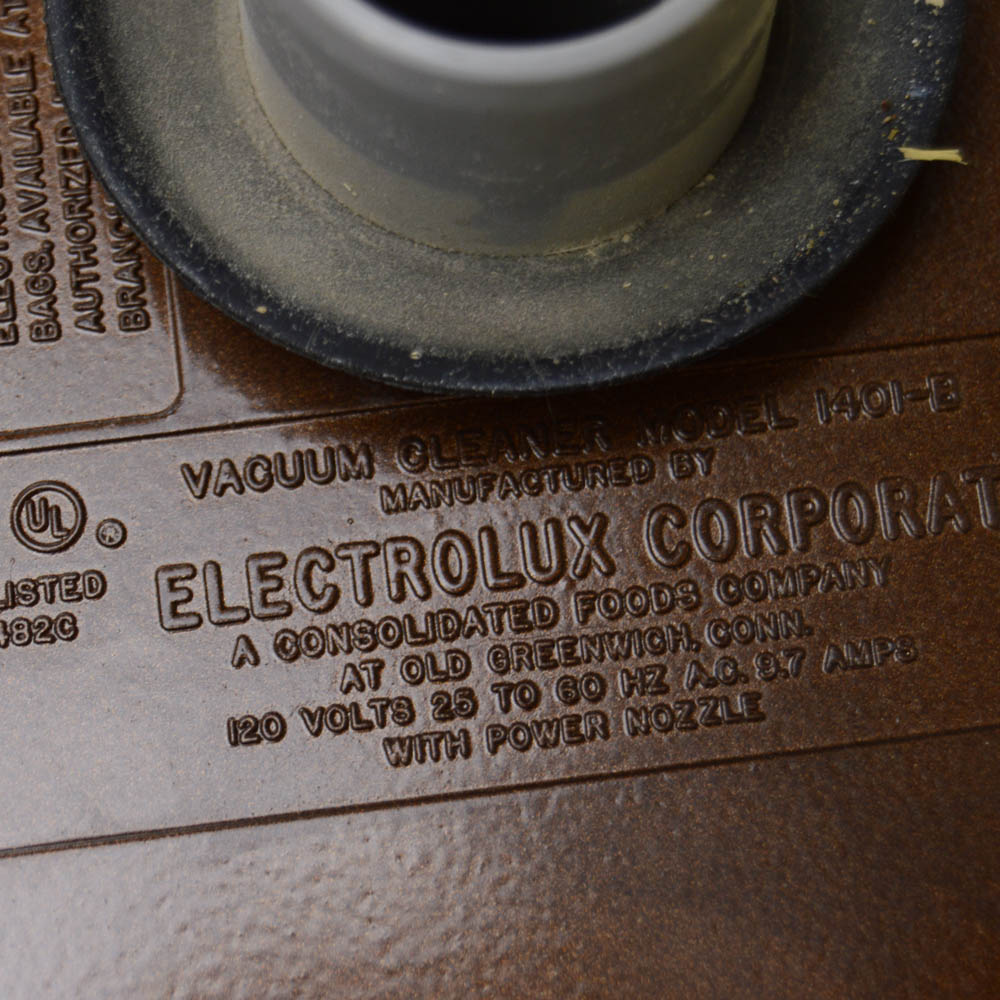 BAGS, AVAILABLE AT
AUTHORIZED
BRANC
VACUUM CLEANER MODEL 1401-B
MANUFACTURED BY
ELECTROLUX CORPORAT
A CONSOLIDATED FOODS COMPANY
AT OLD GREENWICH, CONN.
120 VOLTS 25 TO 60 HZ A.C. 9.7 AMPS
WITH POWER NOZZLE
UL ®
LISTED
482C